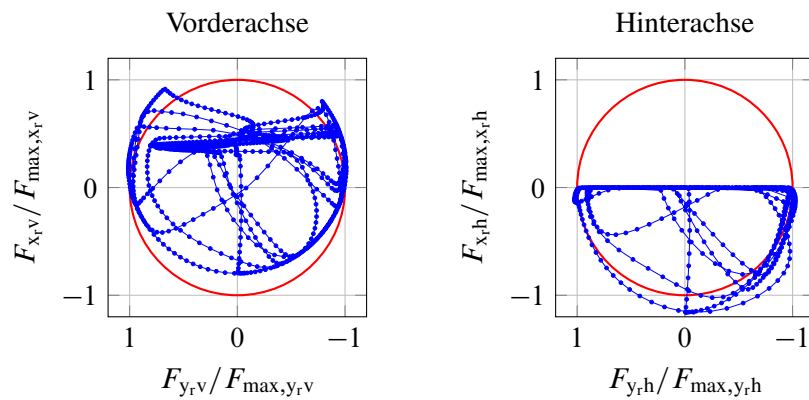 Vorderachse
F_{x_r v}/F_{max,x_r v}
1
0
−1
1 0 −1
F_{y_r v}/F_{max,y_r v}
Hinterachse
F_{x_r h}/F_{max,x_r h}
1
0
−1
1 0 −1
F_{y_r h}/F_{max,y_r h}